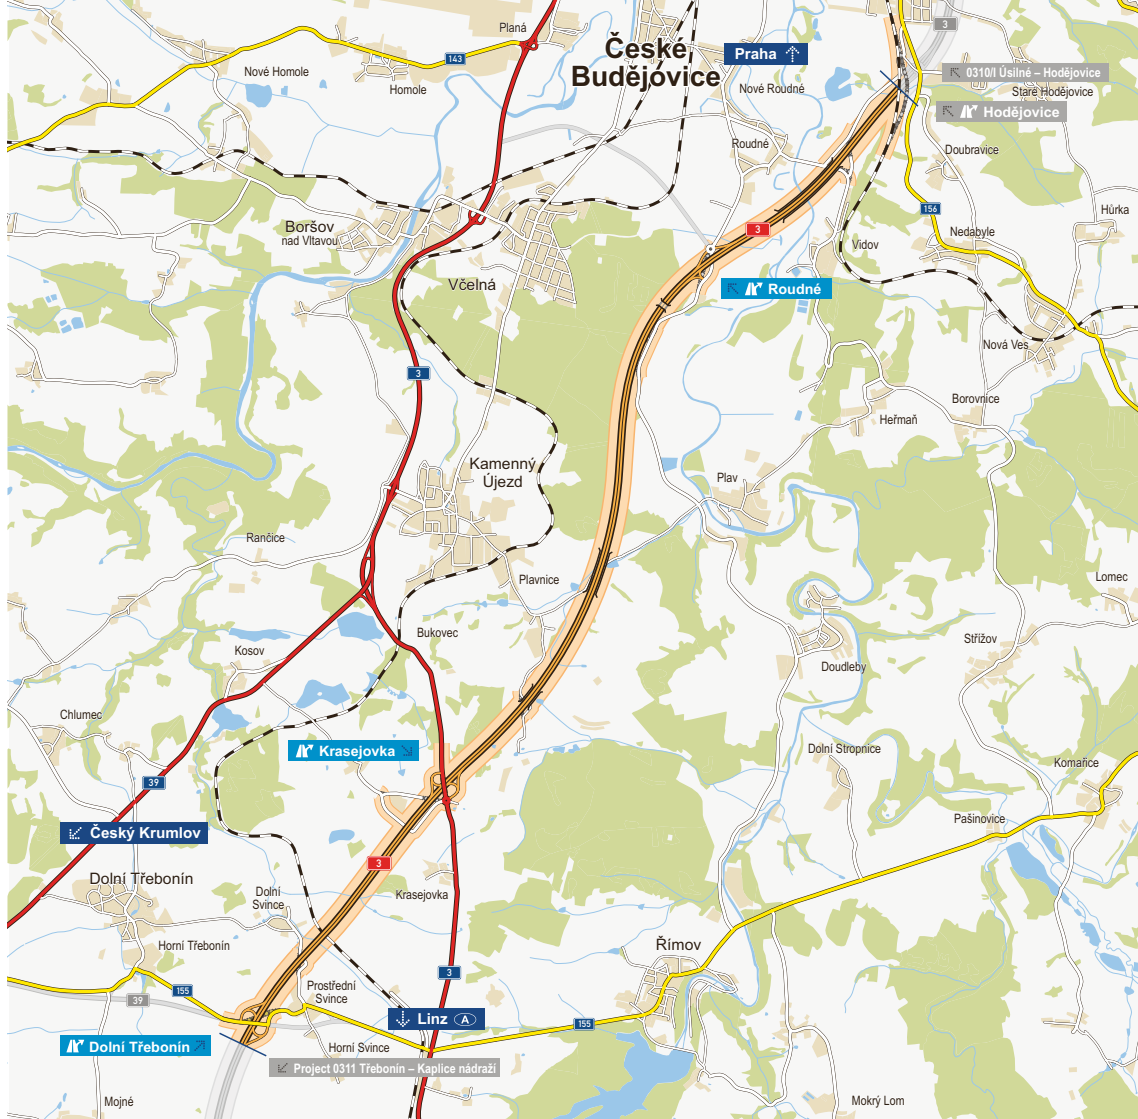 Planá
České
Budějovice
Praha
3
143
Nové Homole
Homole
Nové Roudné
0310/I Úsilné – Hodějovice
Staré Hodějovice
Hodějovice
Roudné
Doubravice
156
Hůrka
Boršov
nad Vltavou
3
Nedabyle
Vidov
Včelná
Roudné
Nová Ves
3
Borovnice
Heřmaň
Kamenný
Újezd
Plav
Rančice
Plavnice
Lomec
Bukovec
Střížov
Kosov
Doudleby
Chlumec
Krasejovka
Dolní Stropnice
Komařice
39
Pašinovice
Český Krumlov
3
Dolní Třebonín
Dolní
Svince
Krasejovka
Horní Třebonín
Římov
3
155
39
Prostřední
Svince
Linz A
155
Dolní Třebonín
Horní Svince
Project 0311 Třebonín – Kaplice nádraží
Mojné
Mokrý Lom